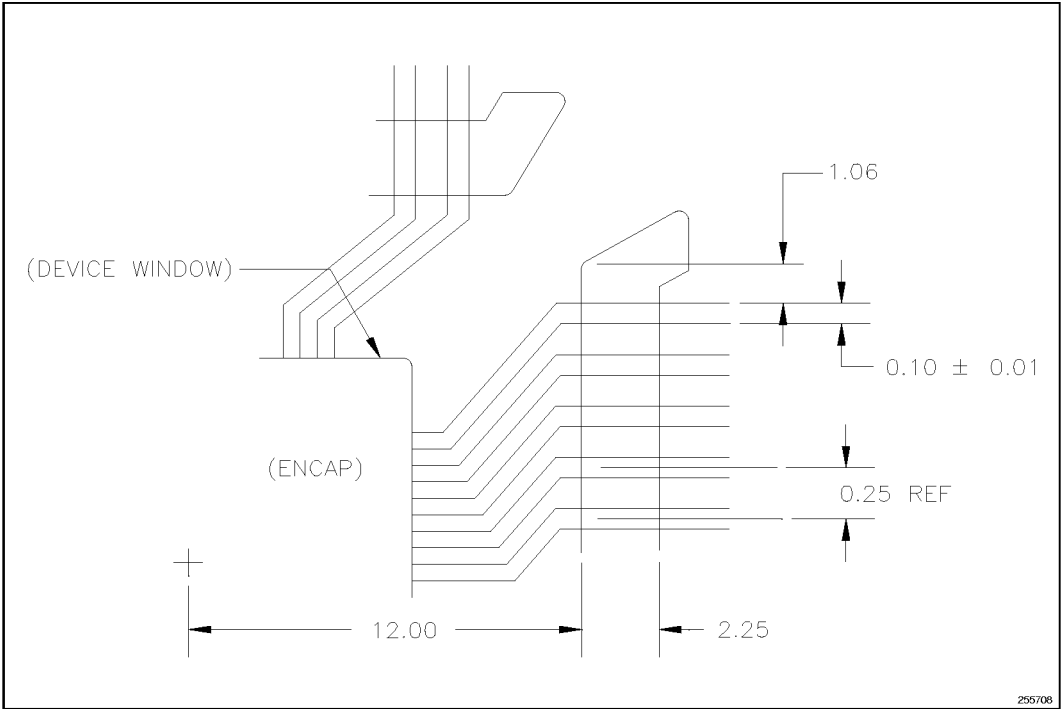 1.06
(DEVICE WINDOW)
0.10 ± 0.01
(ENCAP)
0.25 REF
12.00
2.25
255708